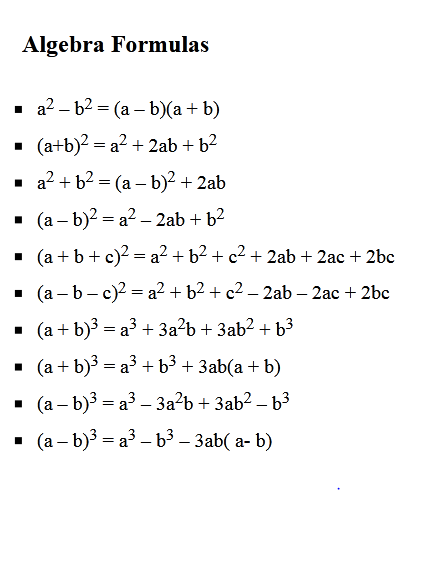 Algebra Formulas
▪ a² – b² = (a – b)(a + b)
▪ (a+b)² = a² + 2ab + b²
▪ a² + b² = (a – b)² + 2ab
▪ (a – b)² = a² – 2ab + b²
▪ (a + b + c)² = a² + b² + c² + 2ab + 2ac + 2bc
▪ (a – b – c)² = a² + b² + c² – 2ab – 2ac + 2bc
▪ (a + b)³ = a³ + 3a²b + 3ab² + b³
▪ (a + b)³ = a³ + b³ + 3ab(a + b)
▪ (a – b)³ = a³ – 3a²b + 3ab² – b³
▪ (a – b)³ = a³ – b³ – 3ab( a- b)